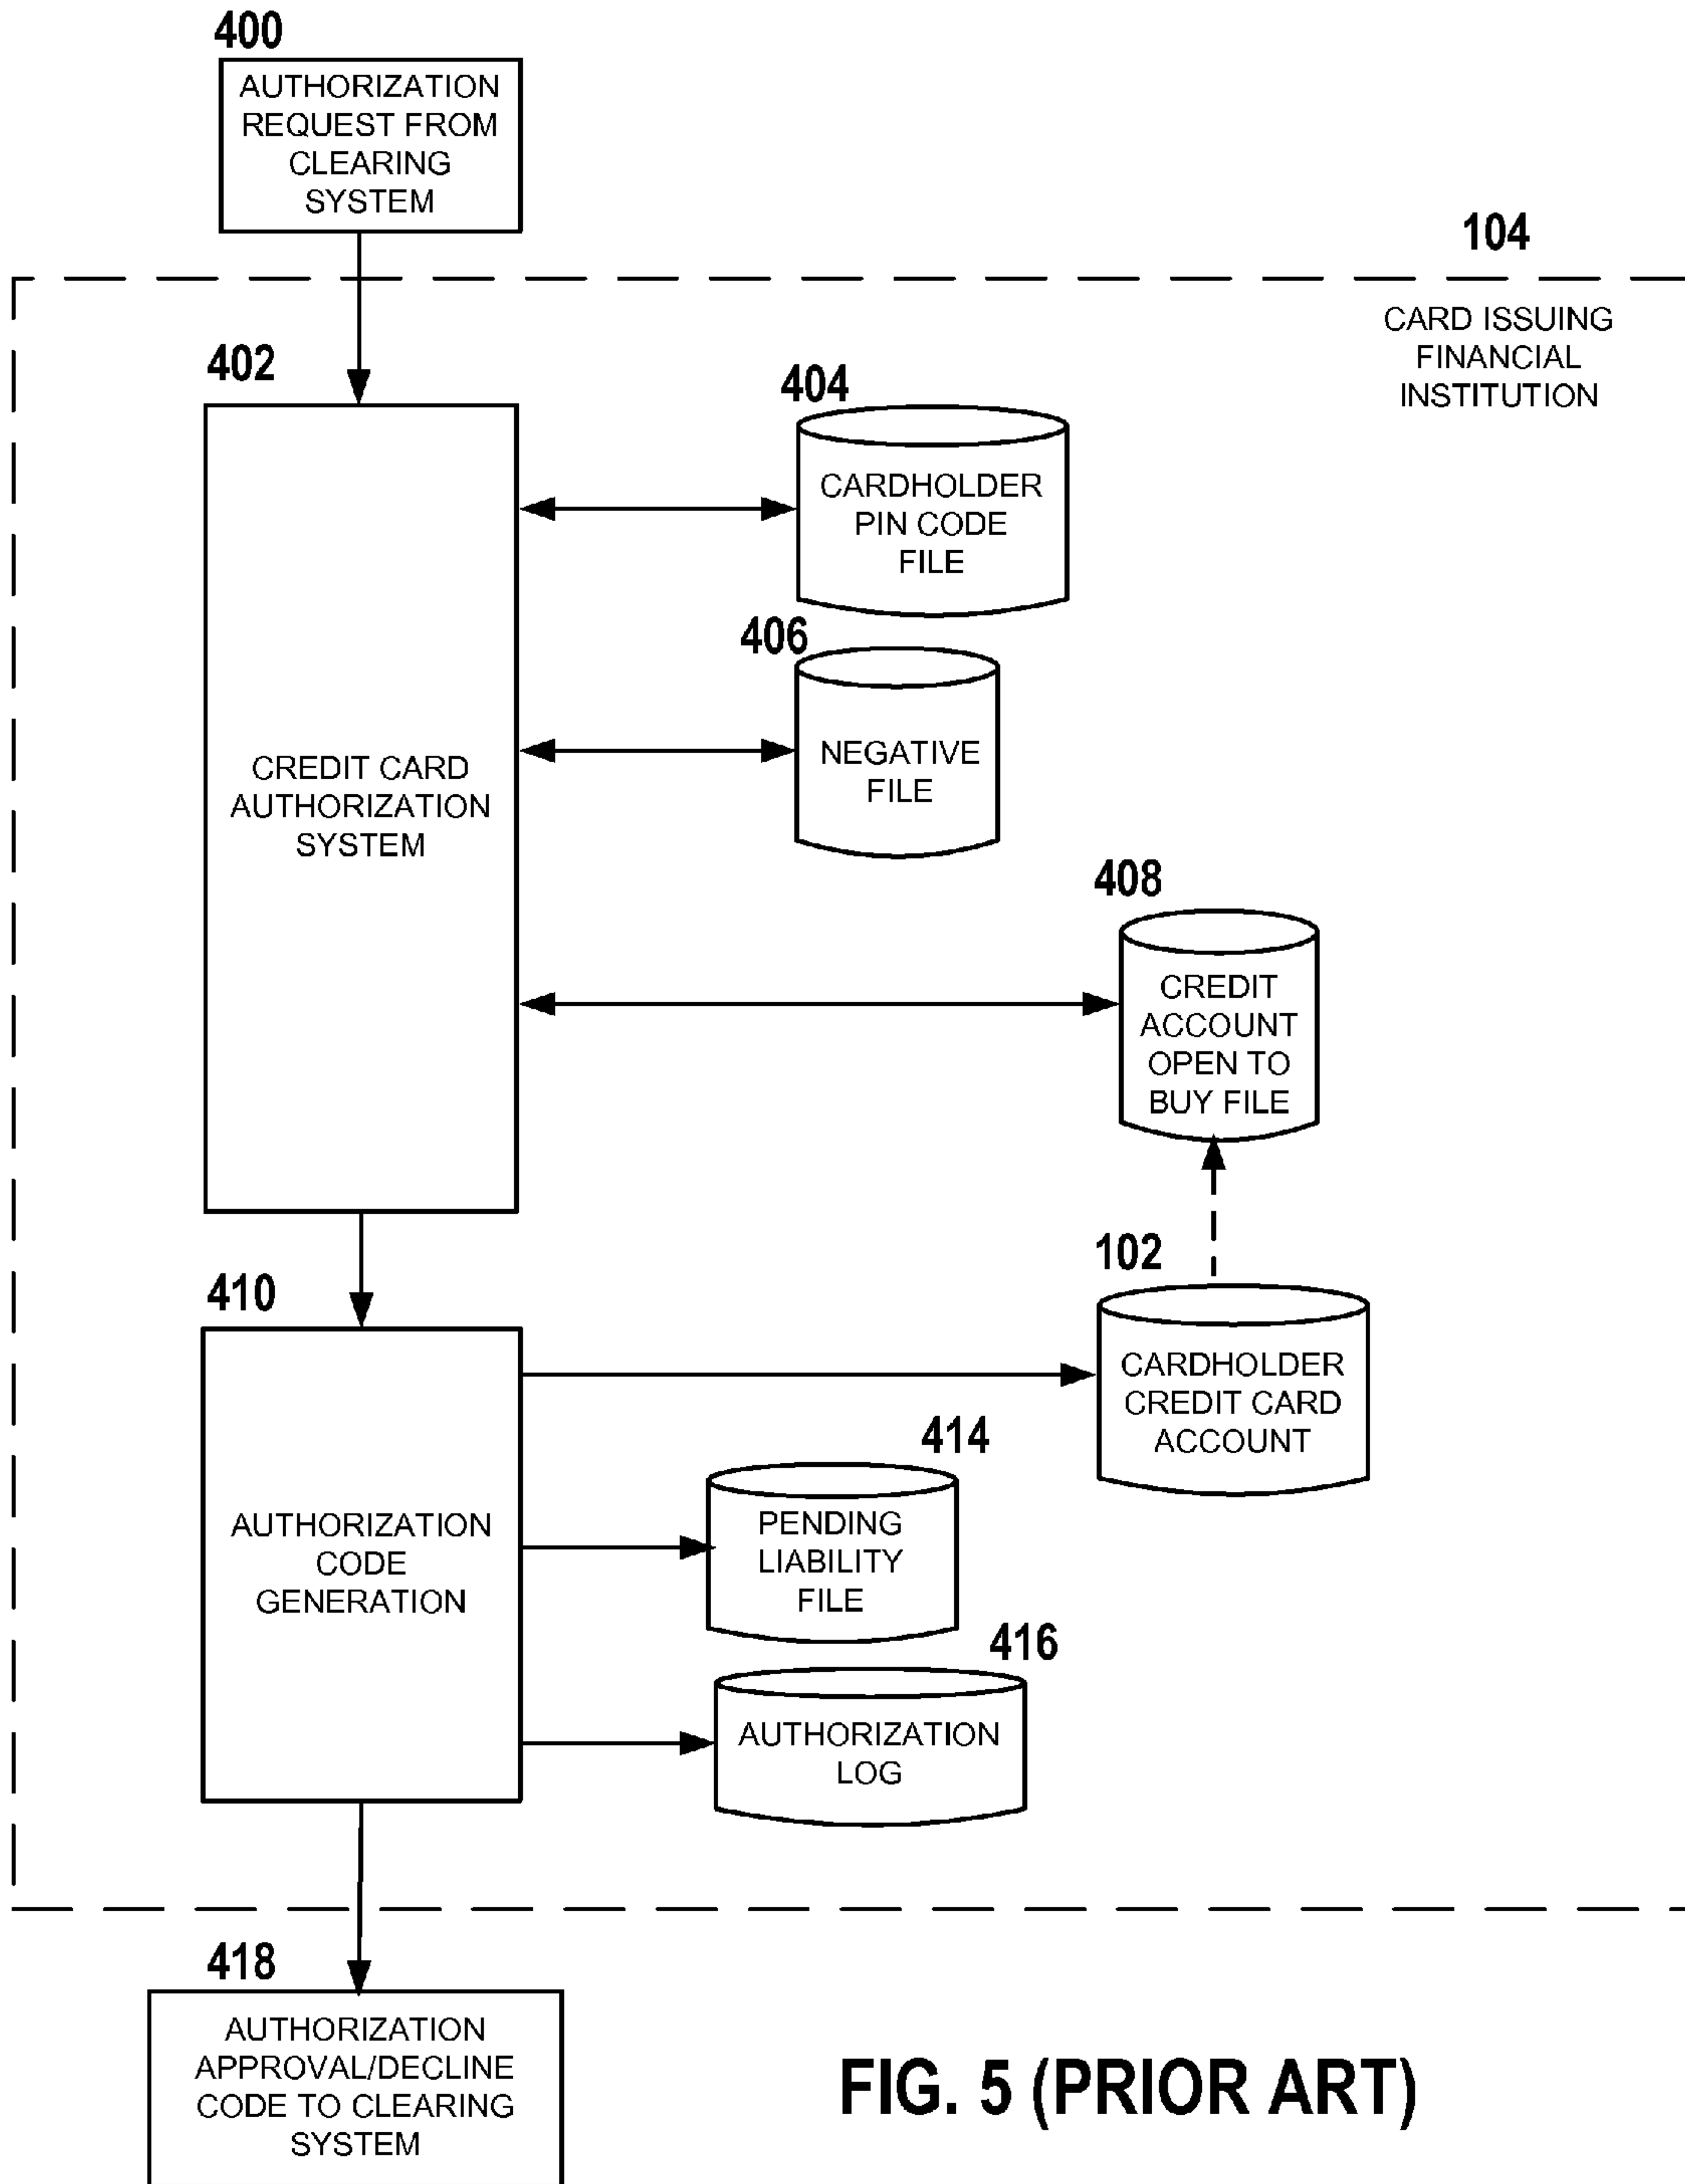 400
AUTHORIZATION
REQUEST FROM
CLEARING
SYSTEM
104
CARD ISSUING
FINANCIAL
INSTITUTION
402
CREDIT CARD
AUTHORIZATION
SYSTEM
404
CARDHOLDER
PIN CODE
FILE
406
NEGATIVE
FILE
408
CREDIT
ACCOUNT
OPEN TO
BUY FILE
410
AUTHORIZATION
CODE
GENERATION
102
CARDHOLDER
CREDIT CARD
ACCOUNT
414
PENDING
LIABILITY
FILE
416
AUTHORIZATION
LOG
418
AUTHORIZATION
APPROVAL/DECLINE
CODE TO CLEARING
SYSTEM
FIG. 5 (PRIOR ART)